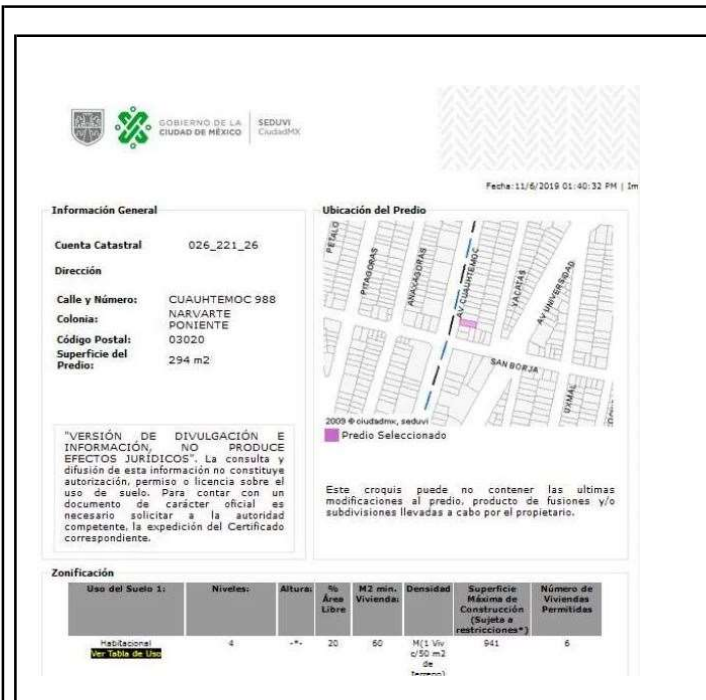 GOBIERNO DE LA
CIUDAD DE MÉXICO
SEDUVI
CiudadMX
Fecha:11/6/2019 01:40:32 PM | Im
Información General
Cuenta Catastral 026_221_26
Dirección
Calle y Número: CUAUHTEMOC 988
Colonia: NARVARTE
PONIENTE
Código Postal: 03020
Superficie del
Predio: 294 m2
"VERSIÓN DE DIVULGACIÓN E
INFORMACIÓN, NO PRODUCE
EFECTOS JURÍDICOS". La consulta y
difusión de esta información no constituye
autorización, permiso o licencia sobre el
uso de suelo. Para contar con un
documento de carácter oficial es
necesario solicitar a la autoridad
competente, la expedición del Certificado
correspondiente.
Ubicación del Predio
PETALO
PITAGORAS
ANAXAGORAS
AV CUAUHTEMOC
YACATAS
AV UNIVERSIDAD
SAN BORJA
UXMAL
2009 © ciudadmx, seduvi
Predio Seleccionado
Este croquis puede no contener las ultimas
modificaciones al predio, producto de fusiones y/o
subdivisiones llevadas a cabo por el propietario.
Zonificación
Uso del Suelo 1:
Niveles:
Altura:
%
Área
Libre
M2 min.
Vivienda:
Densidad
Superficie
Máxima de
Construcción
(Sujeta a
restricciones*)
Número de
Viviendas
Permitidas
Habitacional
Ver Tabla de Uso
4
-*-
20
60
M(1 Viv
c/50 m2
de
Terreno)
941
6